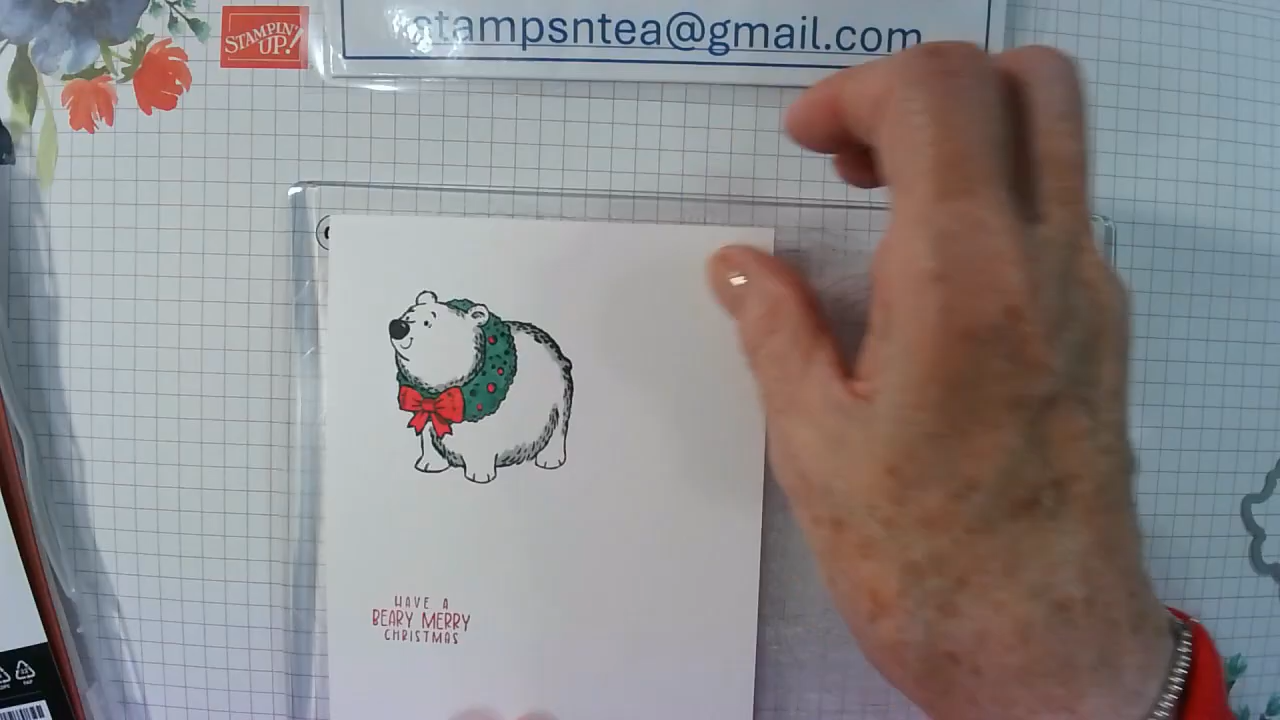 STAMPIN'
UP!
stampsntea@gmail.com
HAVE A
BEARY MERRY
CHRISTMAS